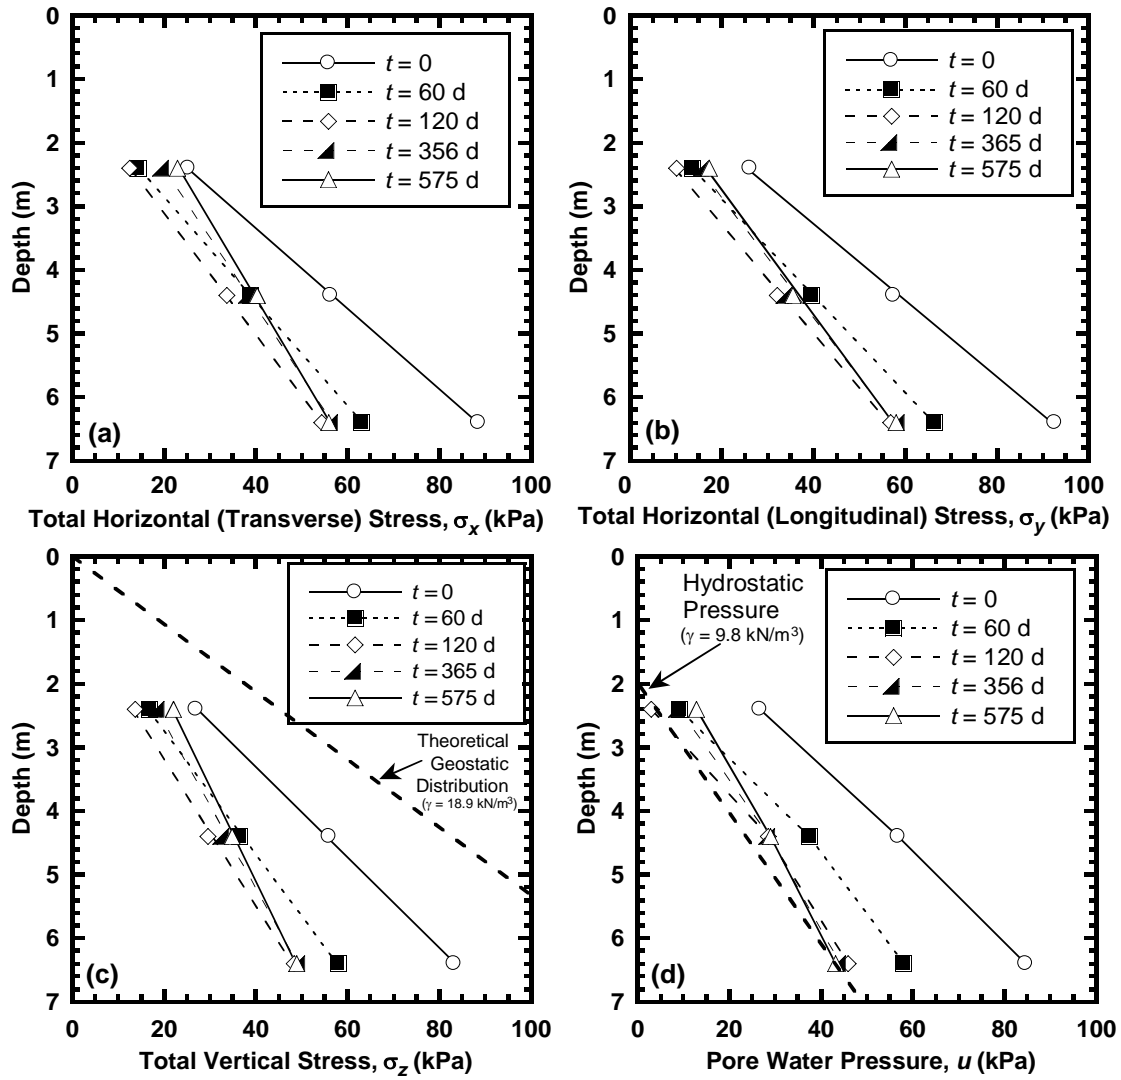 0
1
2
3
4
5
6
7
Depth (m)
t = 0
t = 60 d
t = 120 d
t = 356 d
t = 575 d
(a)
0 20 40 60 80 100
Total Horizontal (Transverse) Stress, σx (kPa)
0
1
2
3
4
5
6
7
Depth (m)
t = 0
t = 60 d
t = 120 d
t = 365 d
t = 575 d
(b)
0 20 40 60 80 100
Total Horizontal (Longitudinal) Stress, σy (kPa)
0
1
2
3
4
5
6
7
Depth (m)
t = 0
t = 60 d
t = 120 d
t = 365 d
t = 575 d
Theoretical
Geostatic
Distribution
(γ = 18.9 kN/m³)
(c)
0 20 40 60 80 100
Total Vertical Stress, σz (kPa)
0
1
2
3
4
5
6
7
Depth (m)
Hydrostatic
Pressure
(γ = 9.8 kN/m³)
t = 0
t = 60 d
t = 120 d
t = 356 d
t = 575 d
(d)
0 20 40 60 80 100
Pore Water Pressure, u (kPa)